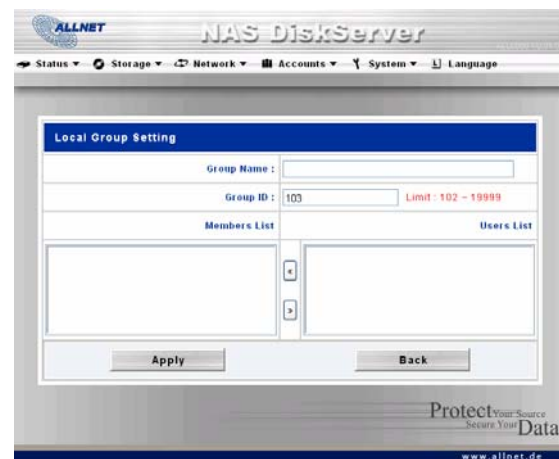 ALLNET
NAS DiskServer
Status ▾ Storage ▾ Network ▾ Accounts ▾ System ▾ Language
Local Group Setting
Group Name :
Group ID : 103 Limit : 102 ~ 19999
Members List Users List
«
»
Apply Back
Protect Your Source
Secure Your Data
www.allnet.de